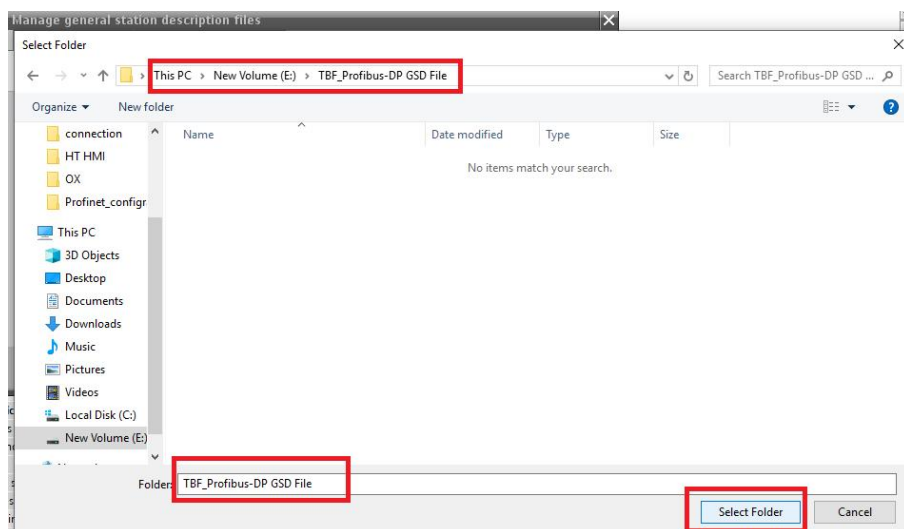 Manage general station description files
Select Folder
This PC > New Volume (E:) > TBF_Profibus-DP GSD File
Search TBF_Profibus-DP GSD ...
Organize
New folder
Name
Date modified
Type
Size
No items match your search.
connection
HT HMI
OX
Profinet_configr
This PC
3D Objects
Desktop
Documents
Downloads
Music
Pictures
Videos
Local Disk (C:)
New Volume (E:)
Folder: TBF_Profibus-DP GSD File
Select Folder
Cancel